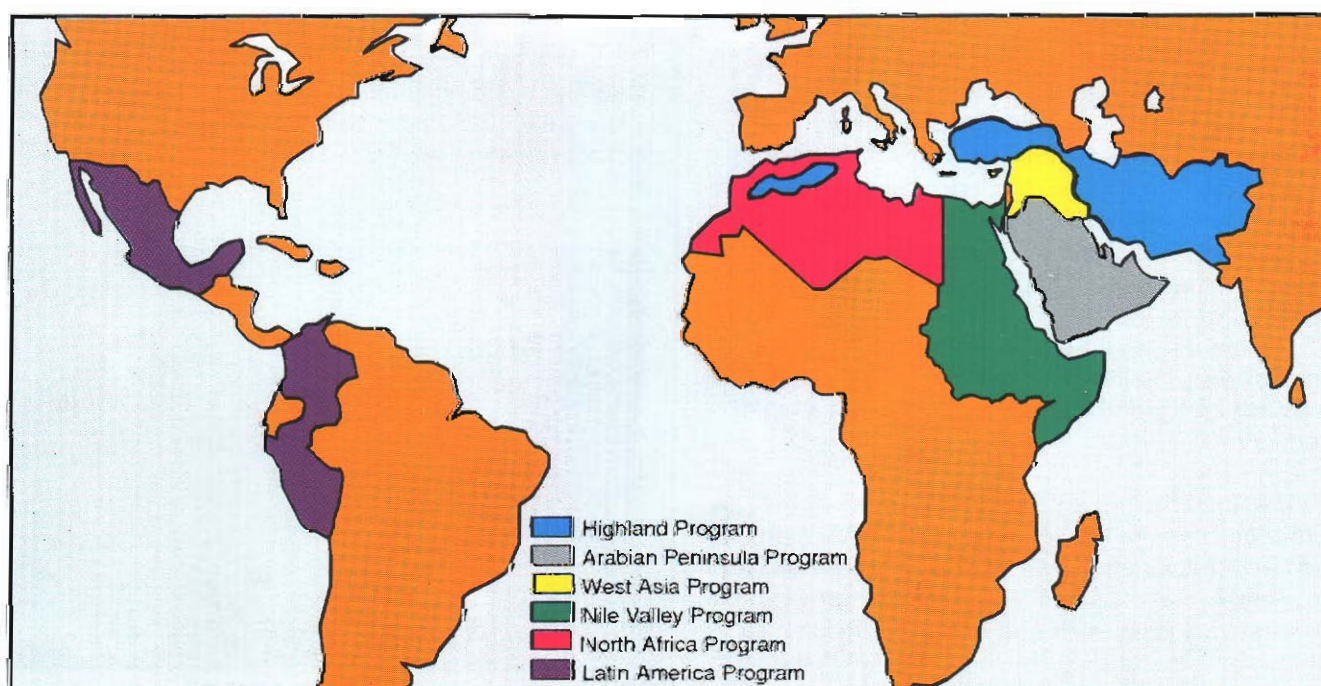 Highland Program
Arabian Peninsula Program
West Asia Program
Nile Valley Program
North Africa Program
Latin America Program